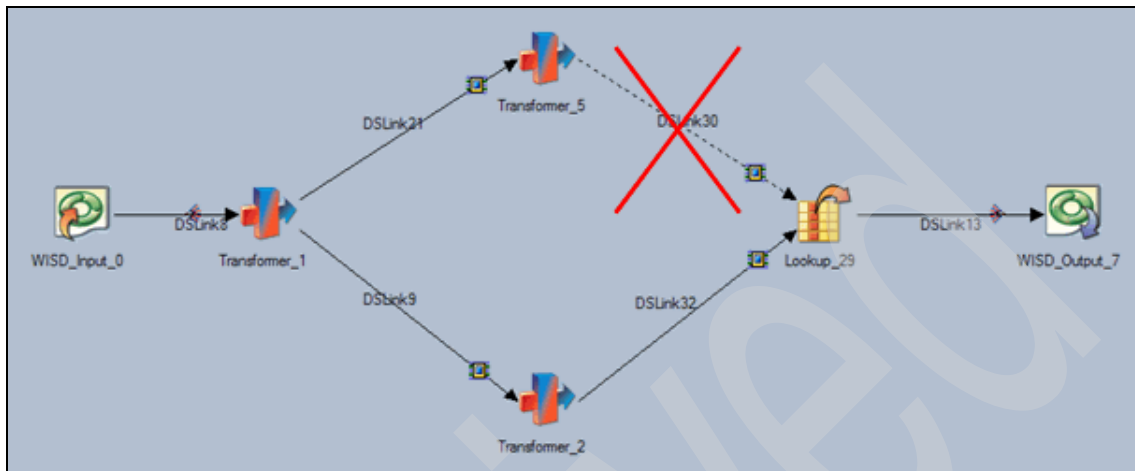 Transformer_5
DSLink21
DSLink30
WISD_Input_0
DSLink8
Transformer_1
Lookup_29
DSLink13
WISD_Output_7
DSLink9
DSLink32
Transformer_2